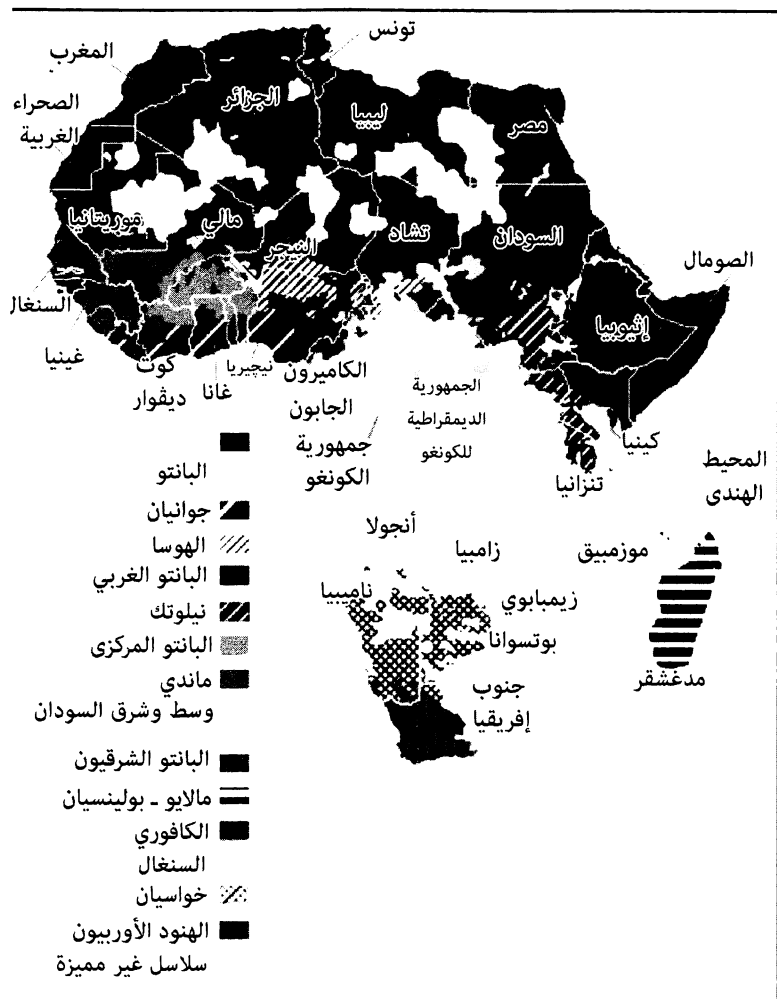 تونس
المغرب
الصحراء
الغربية
الجزائر
ليبيا
مصر
موريتانيا
مالي
النيجر
تشاد
السودان
الصومال
السنغال
إثيوبيا
غينيا
كوت
ديڤوار
غانا
نيچيريا
الكاميرون
الجابون
جمهورية
الكونغو
الجمهورية
الديمقراطية
للكونغو
كينيا
تنزانيا
المحيط
الهندى
أنجولا
زامبيا
موزمبيق
ناميبيا
زيمبابوي
بوتسوانا
جنوب
إفريقيا
مدغشقر
البانتو
جوانيان
الهوسا
البانتو الغربي
نيلوتك
البانتو المركزى
ماندي
وسط وشرق السودان
البانتو الشرقيون
مالايو ـ بولينسيان
الكافوري
السنغال
خواسيان
الهنود الأوربيون
سلاسل غير مميزة